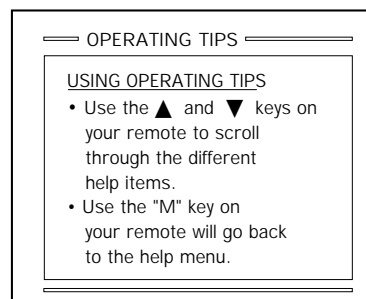 OPERATING TIPS
USING OPERATING TIPS
• Use the ▲ and ▼ keys on
your remote to scroll
through the different
help items.
• Use the "M" key on
your remote will go back
to the help menu.